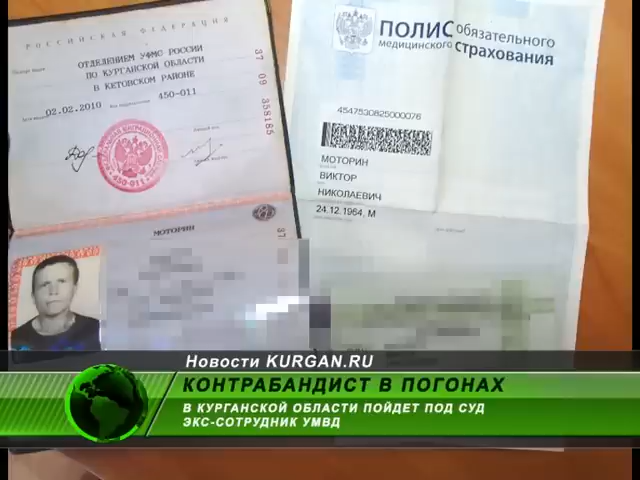 РОССИЙСКАЯ ФЕДЕРАЦИЯ
ОТДЕЛЕНИЕМ УФМС РОССИИ
ПО КУРГАНСКОЙ ОБЛАСТИ
В КЕТОВСКОМ РАЙОНЕ
02.02.2010
450-011
37 09 358185
450-011
МОТОРИН
ПОЛИС обязательного
медицинского страхования
4547530825000076
МОТОРИН
ВИКТОР
НИКОЛАЕВИЧ
24.12.1964, М
Новости KURGAN.RU
КОНТРАБАНДИСТ В ПОГОНАХ
В КУРГАНСКОЙ ОБЛАСТИ ПОЙДЕТ ПОД СУД
ЭКС-СОТРУДНИК УМВД